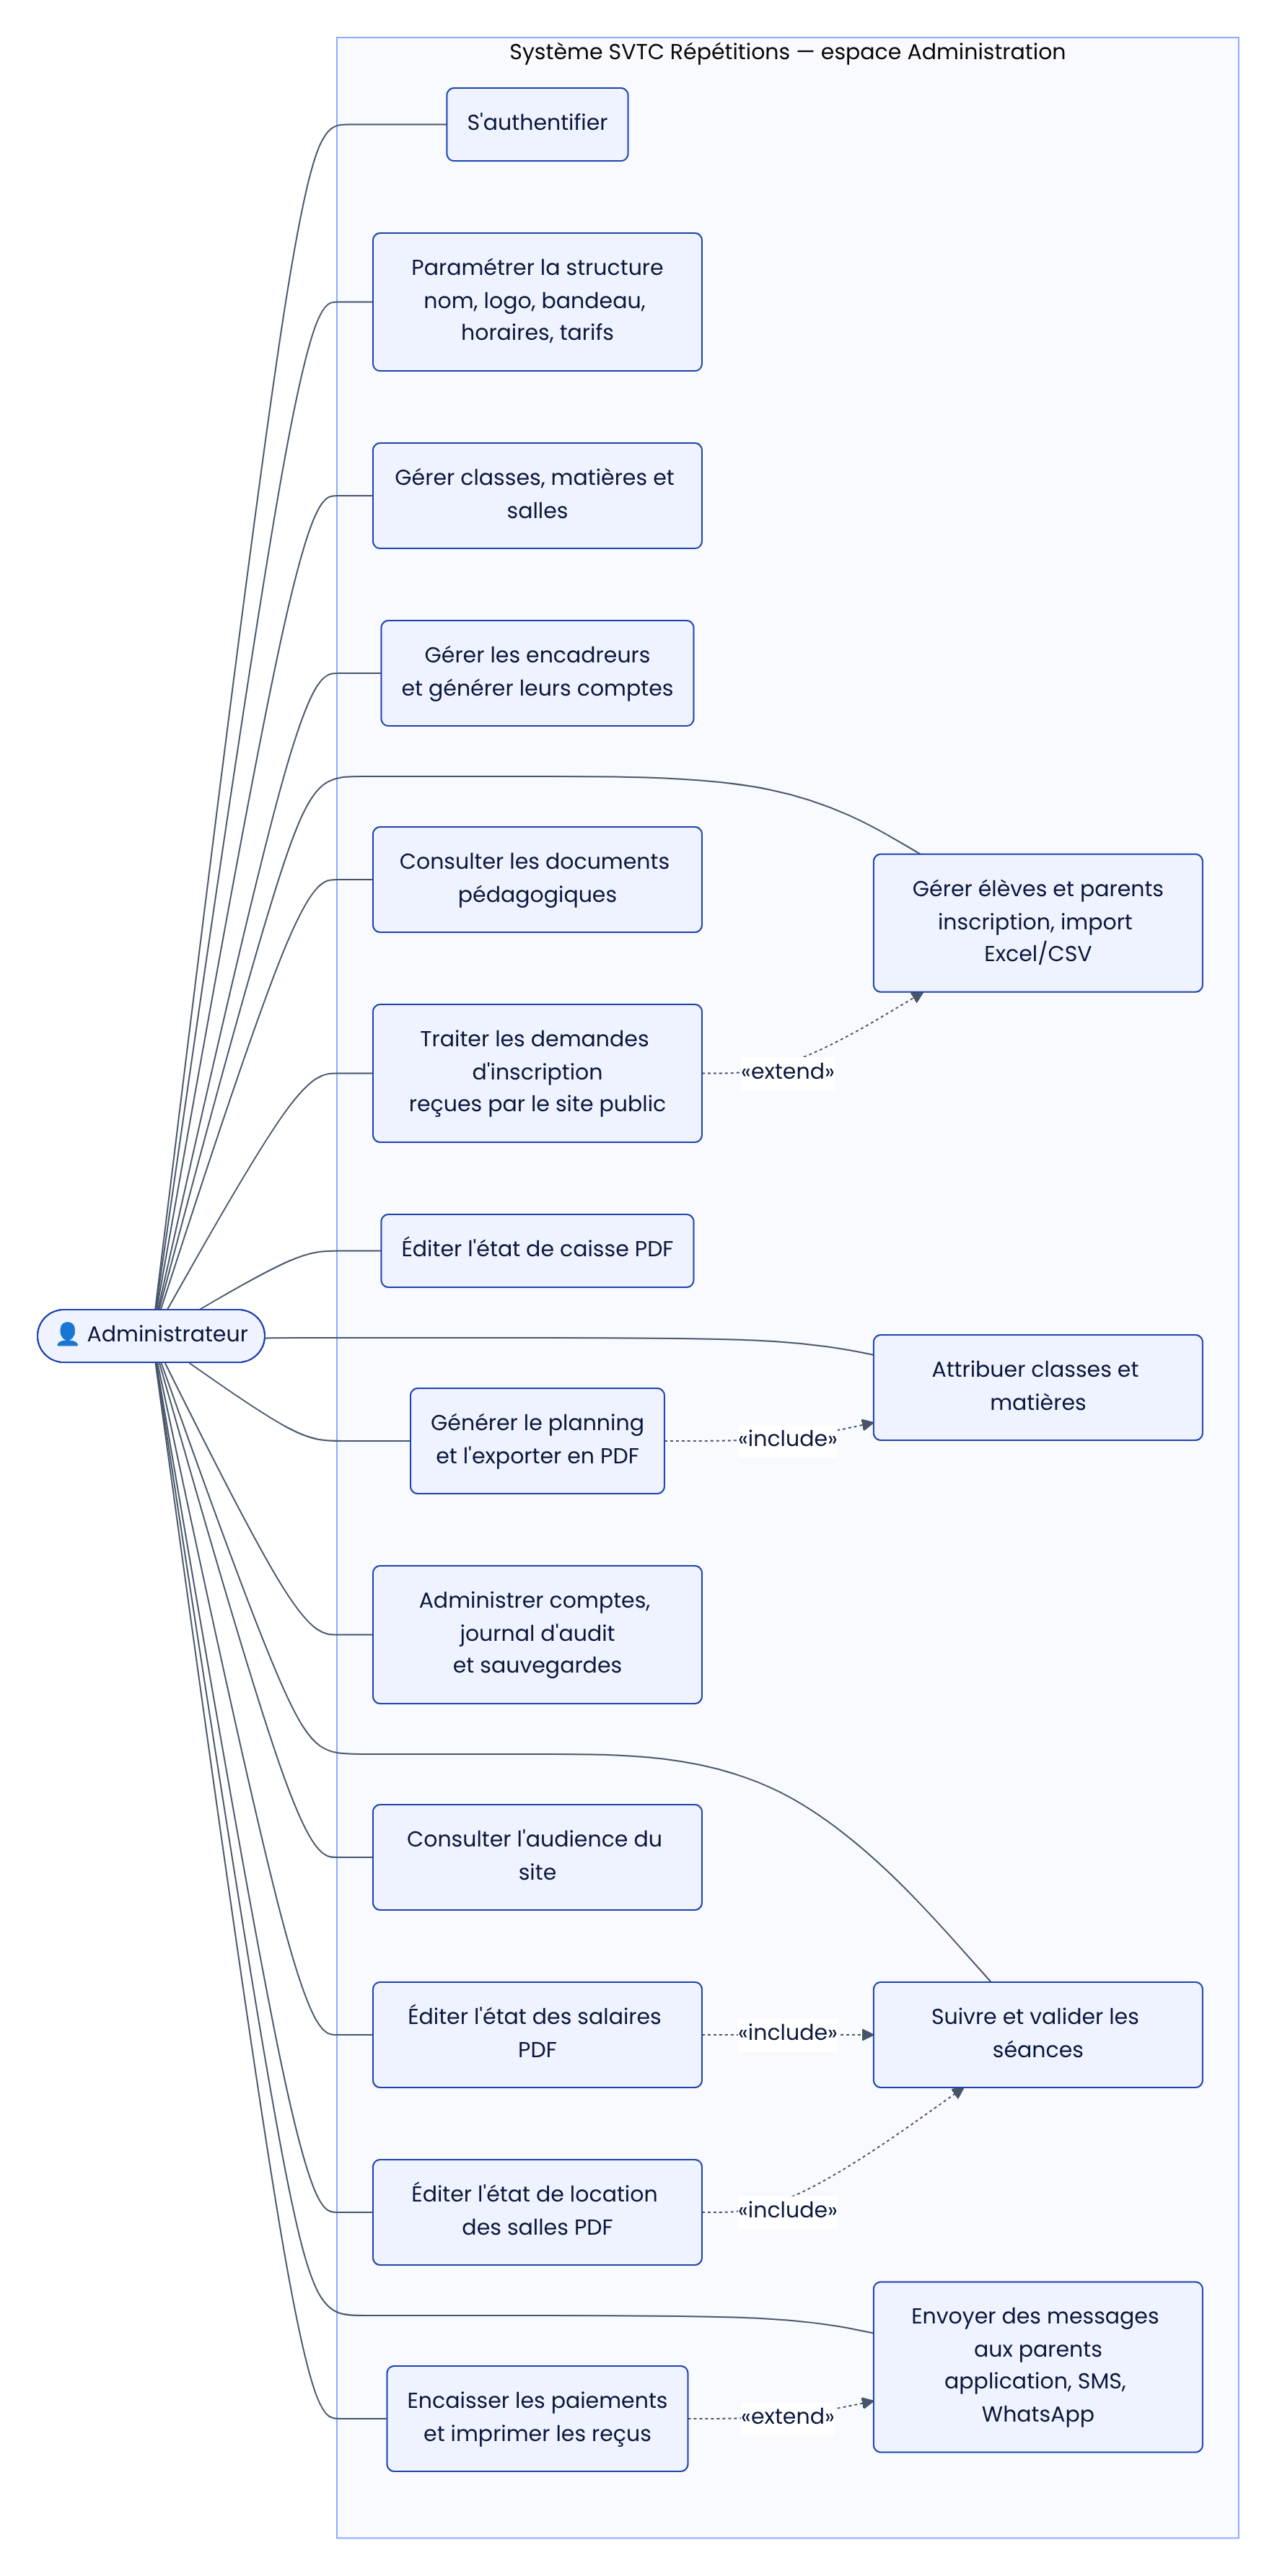 Système SVTC Répétitions — espace Administration
S'authentifier
Paramétrer la structure
nom, logo, bandeau,
horaires, tarifs
Gérer classes, matières et
salles
Gérer les encadreurs
et générer leurs comptes
Consulter les documents
pédagogiques
Gérer élèves et parents
inscription, import
Excel/CSV
Traiter les demandes
d'inscription
reçues par le site public
«extend»
Éditer l'état de caisse PDF
Administrateur
Attribuer classes et
matières
Générer le planning
et l'exporter en PDF
«include»
Administrer comptes,
journal d'audit
et sauvegardes
Consulter l'audience du
site
Éditer l'état des salaires
PDF
«include»
Suivre et valider les
séances
Éditer l'état de location
des salles PDF
«include»
Envoyer des messages
aux parents
application, SMS,
WhatsApp
Encaisser les paiements
et imprimer les reçus
«extend»